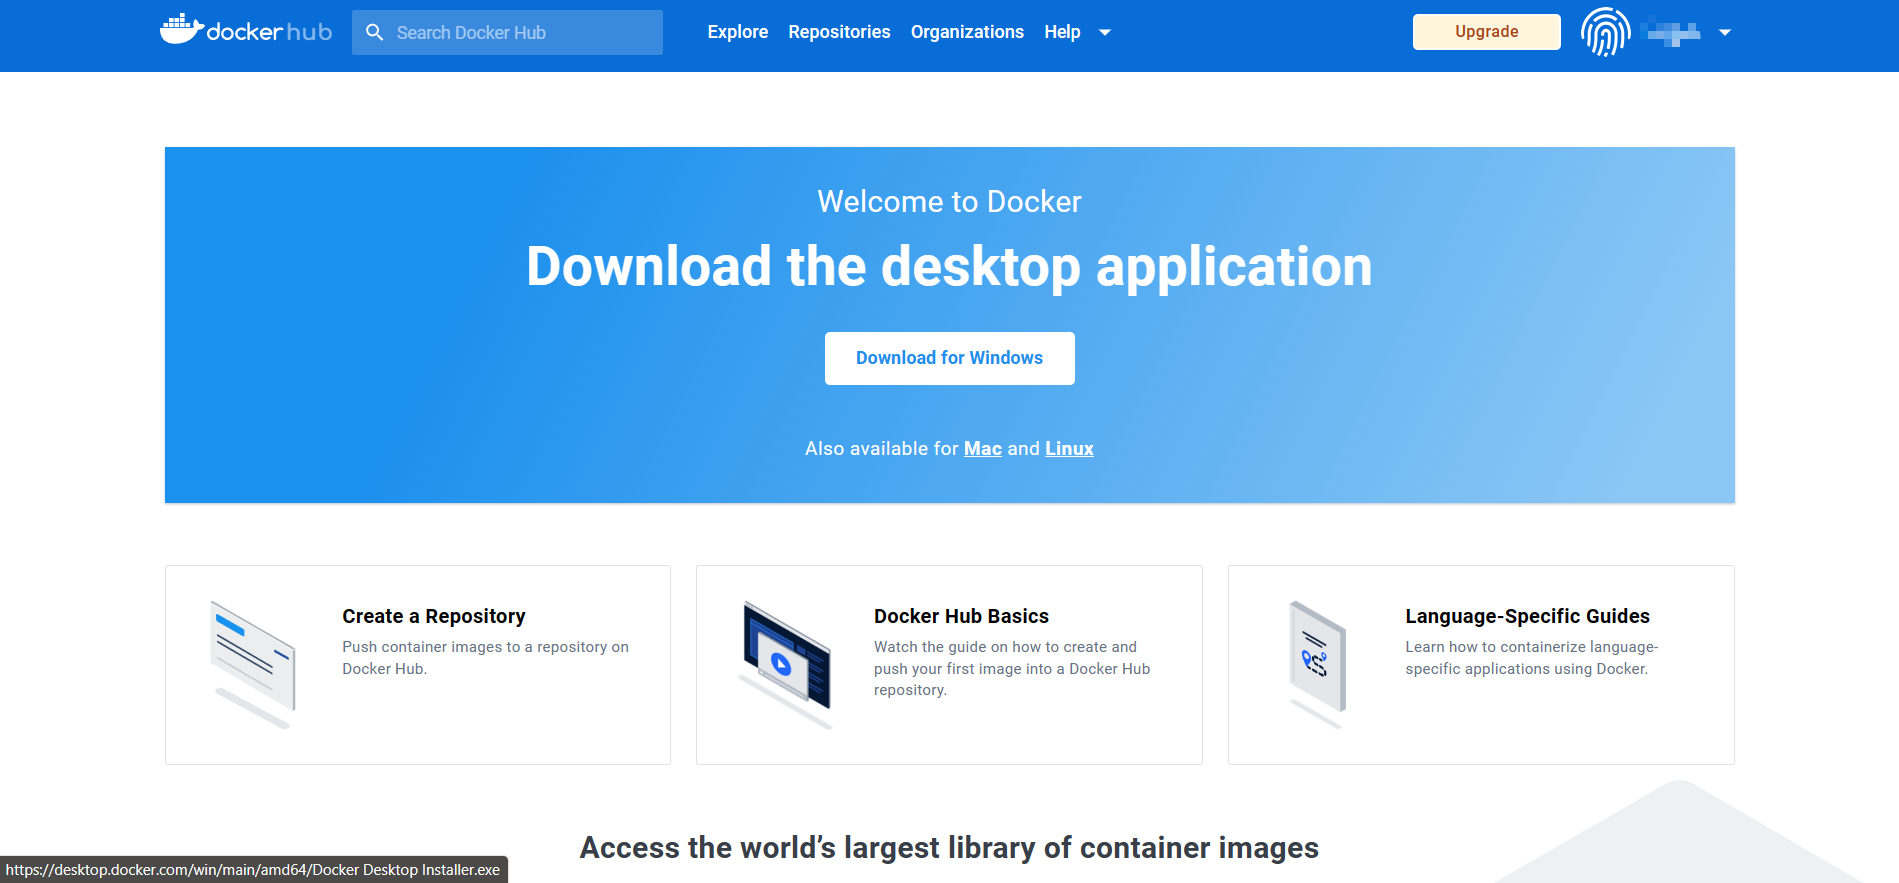 dockerhub
Search Docker Hub
Explore
Repositories
Organizations
Help
Upgrade
Welcome to Docker
Download the desktop application
Download for Windows
Also available for Mac and Linux
Create a Repository
Push container images to a repository on
Docker Hub.
Docker Hub Basics
Watch the guide on how to create and
push your first image into a Docker Hub
repository.
Language-Specific Guides
Learn how to containerize language-
specific applications using Docker.
Access the world’s largest library of container images
https://desktop.docker.com/win/main/amd64/Docker Desktop Installer.exe